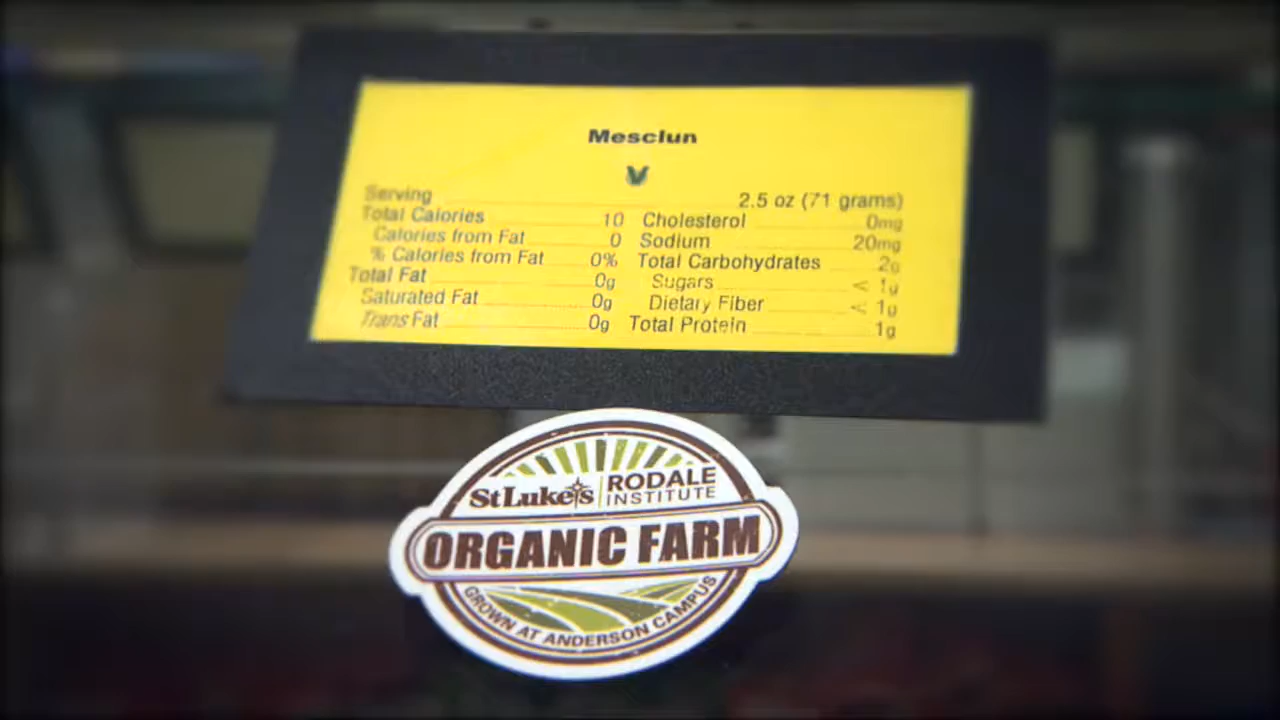 Mesclun
V
Serving 2.5 oz (71 grams)
Total Calories 10 Cholesterol 0mg
Calories from Fat 0 Sodium 20mg
% Calories from Fat 0% Total Carbohydrates 2g
Total Fat 0g Sugars < 1g
Saturated Fat 0g Dietary Fiber < 1g
Trans Fat 0g Total Protein 1g
StLuke's RODALE
INSTITUTE
ORGANIC FARM
GROWN AT ANDERSON CAMPUS